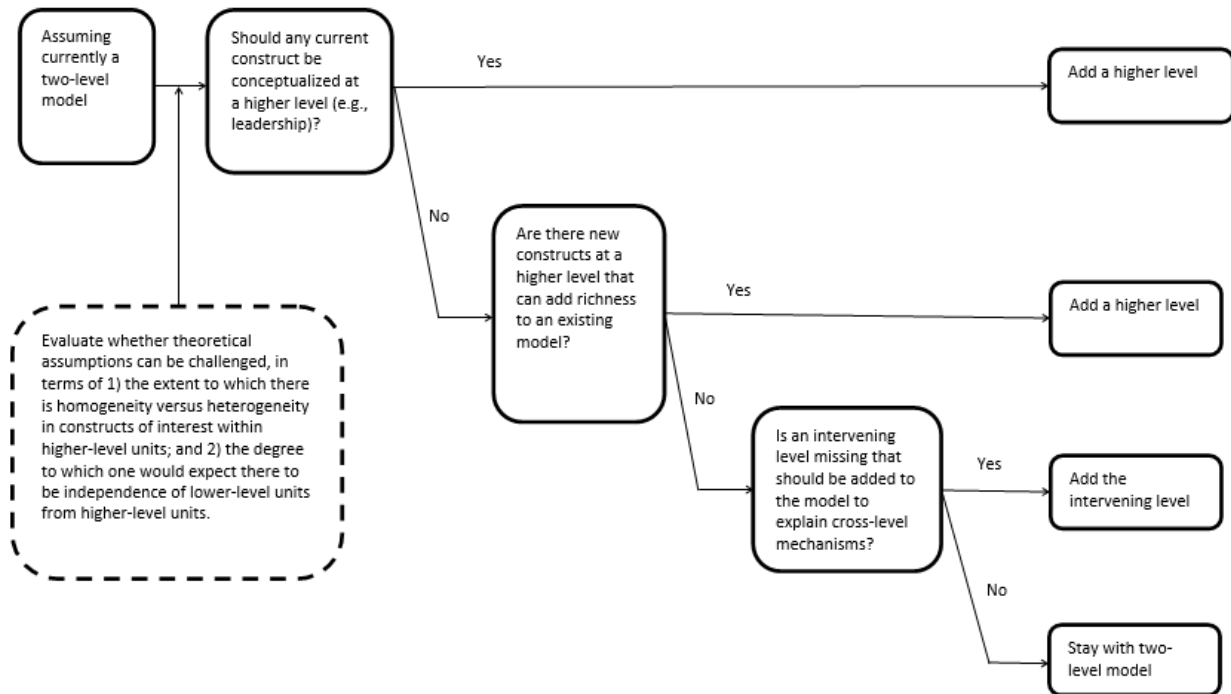 Assuming
currently a
two-level
model
Should any current
construct be
conceptualized at
a higher level (e.g.,
leadership)?
Yes
Add a higher level
No
Are there new
constructs at a
higher level that
can add richness
to an existing
model?
Yes
Add a higher level
Evaluate whether theoretical
assumptions can be challenged, in
terms of 1) the extent to which there
is homogeneity versus heterogeneity
in constructs of interest within
higher-level units; and 2) the degree
to which one would expect there to
be independence of lower-level units
from higher-level units.
No
Is an intervening
level missing that
should be added to
the model to
explain cross-level
mechanisms?
Yes
Add the
intervening level
No
Stay with two-
level model